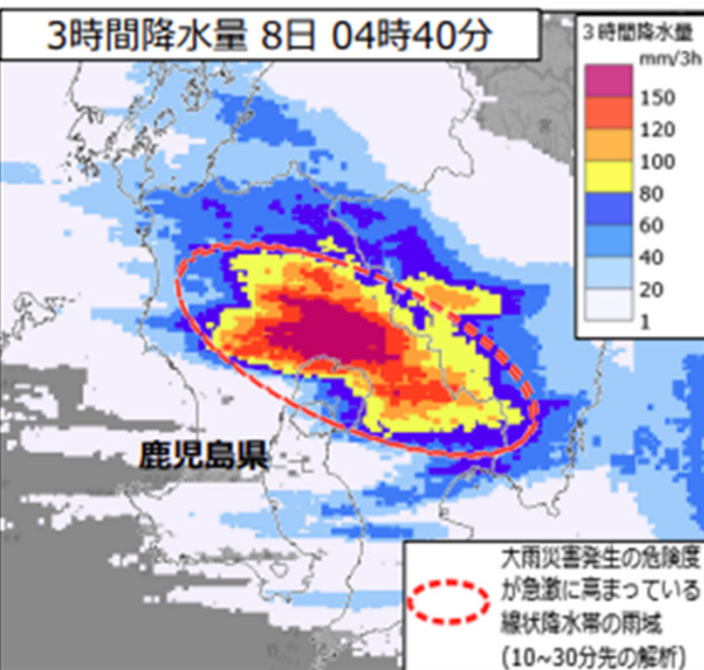 3時間降水量 8日 04時40分
3時間降水量
mm/3h
150
120
100
80
60
40
20
1
鹿児島県
大雨災害発生の危険度
が急激に高まっている
線状降水帯の雨域
(10~30分先の解析)